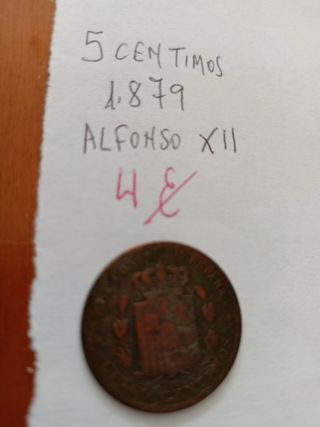 5 CENTIMOS
1.879
ALFONSO XII
4 €